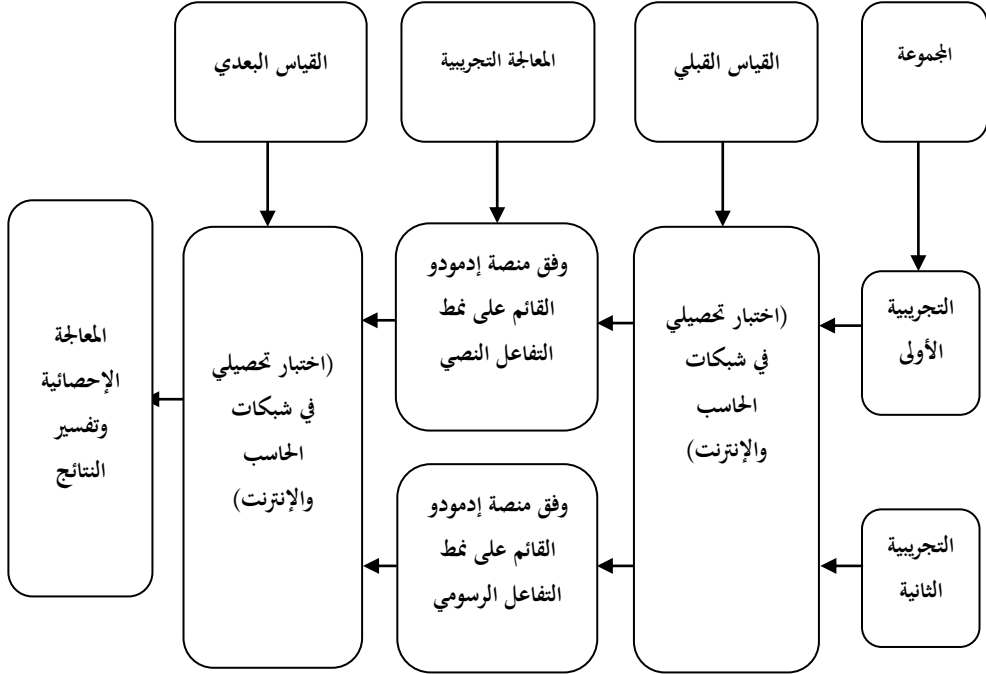 المجموعة
القياس القبلي
المعالجة التجريبية
القياس البعدي
التجريبية
الأولى
(اختبار تحصيلي
في شبكات
الحاسب
والإنترنت)
وفق منصة إدمودو
القائم على نمط
التفاعل النصي
(اختبار تحصيلي
في شبكات
الحاسب
والإنترنت)
المعالجة
الإحصائية
وتفسير
النتائج
التجريبية
الثانية
وفق منصة إدمودو
القائم على نمط
التفاعل الرسومي